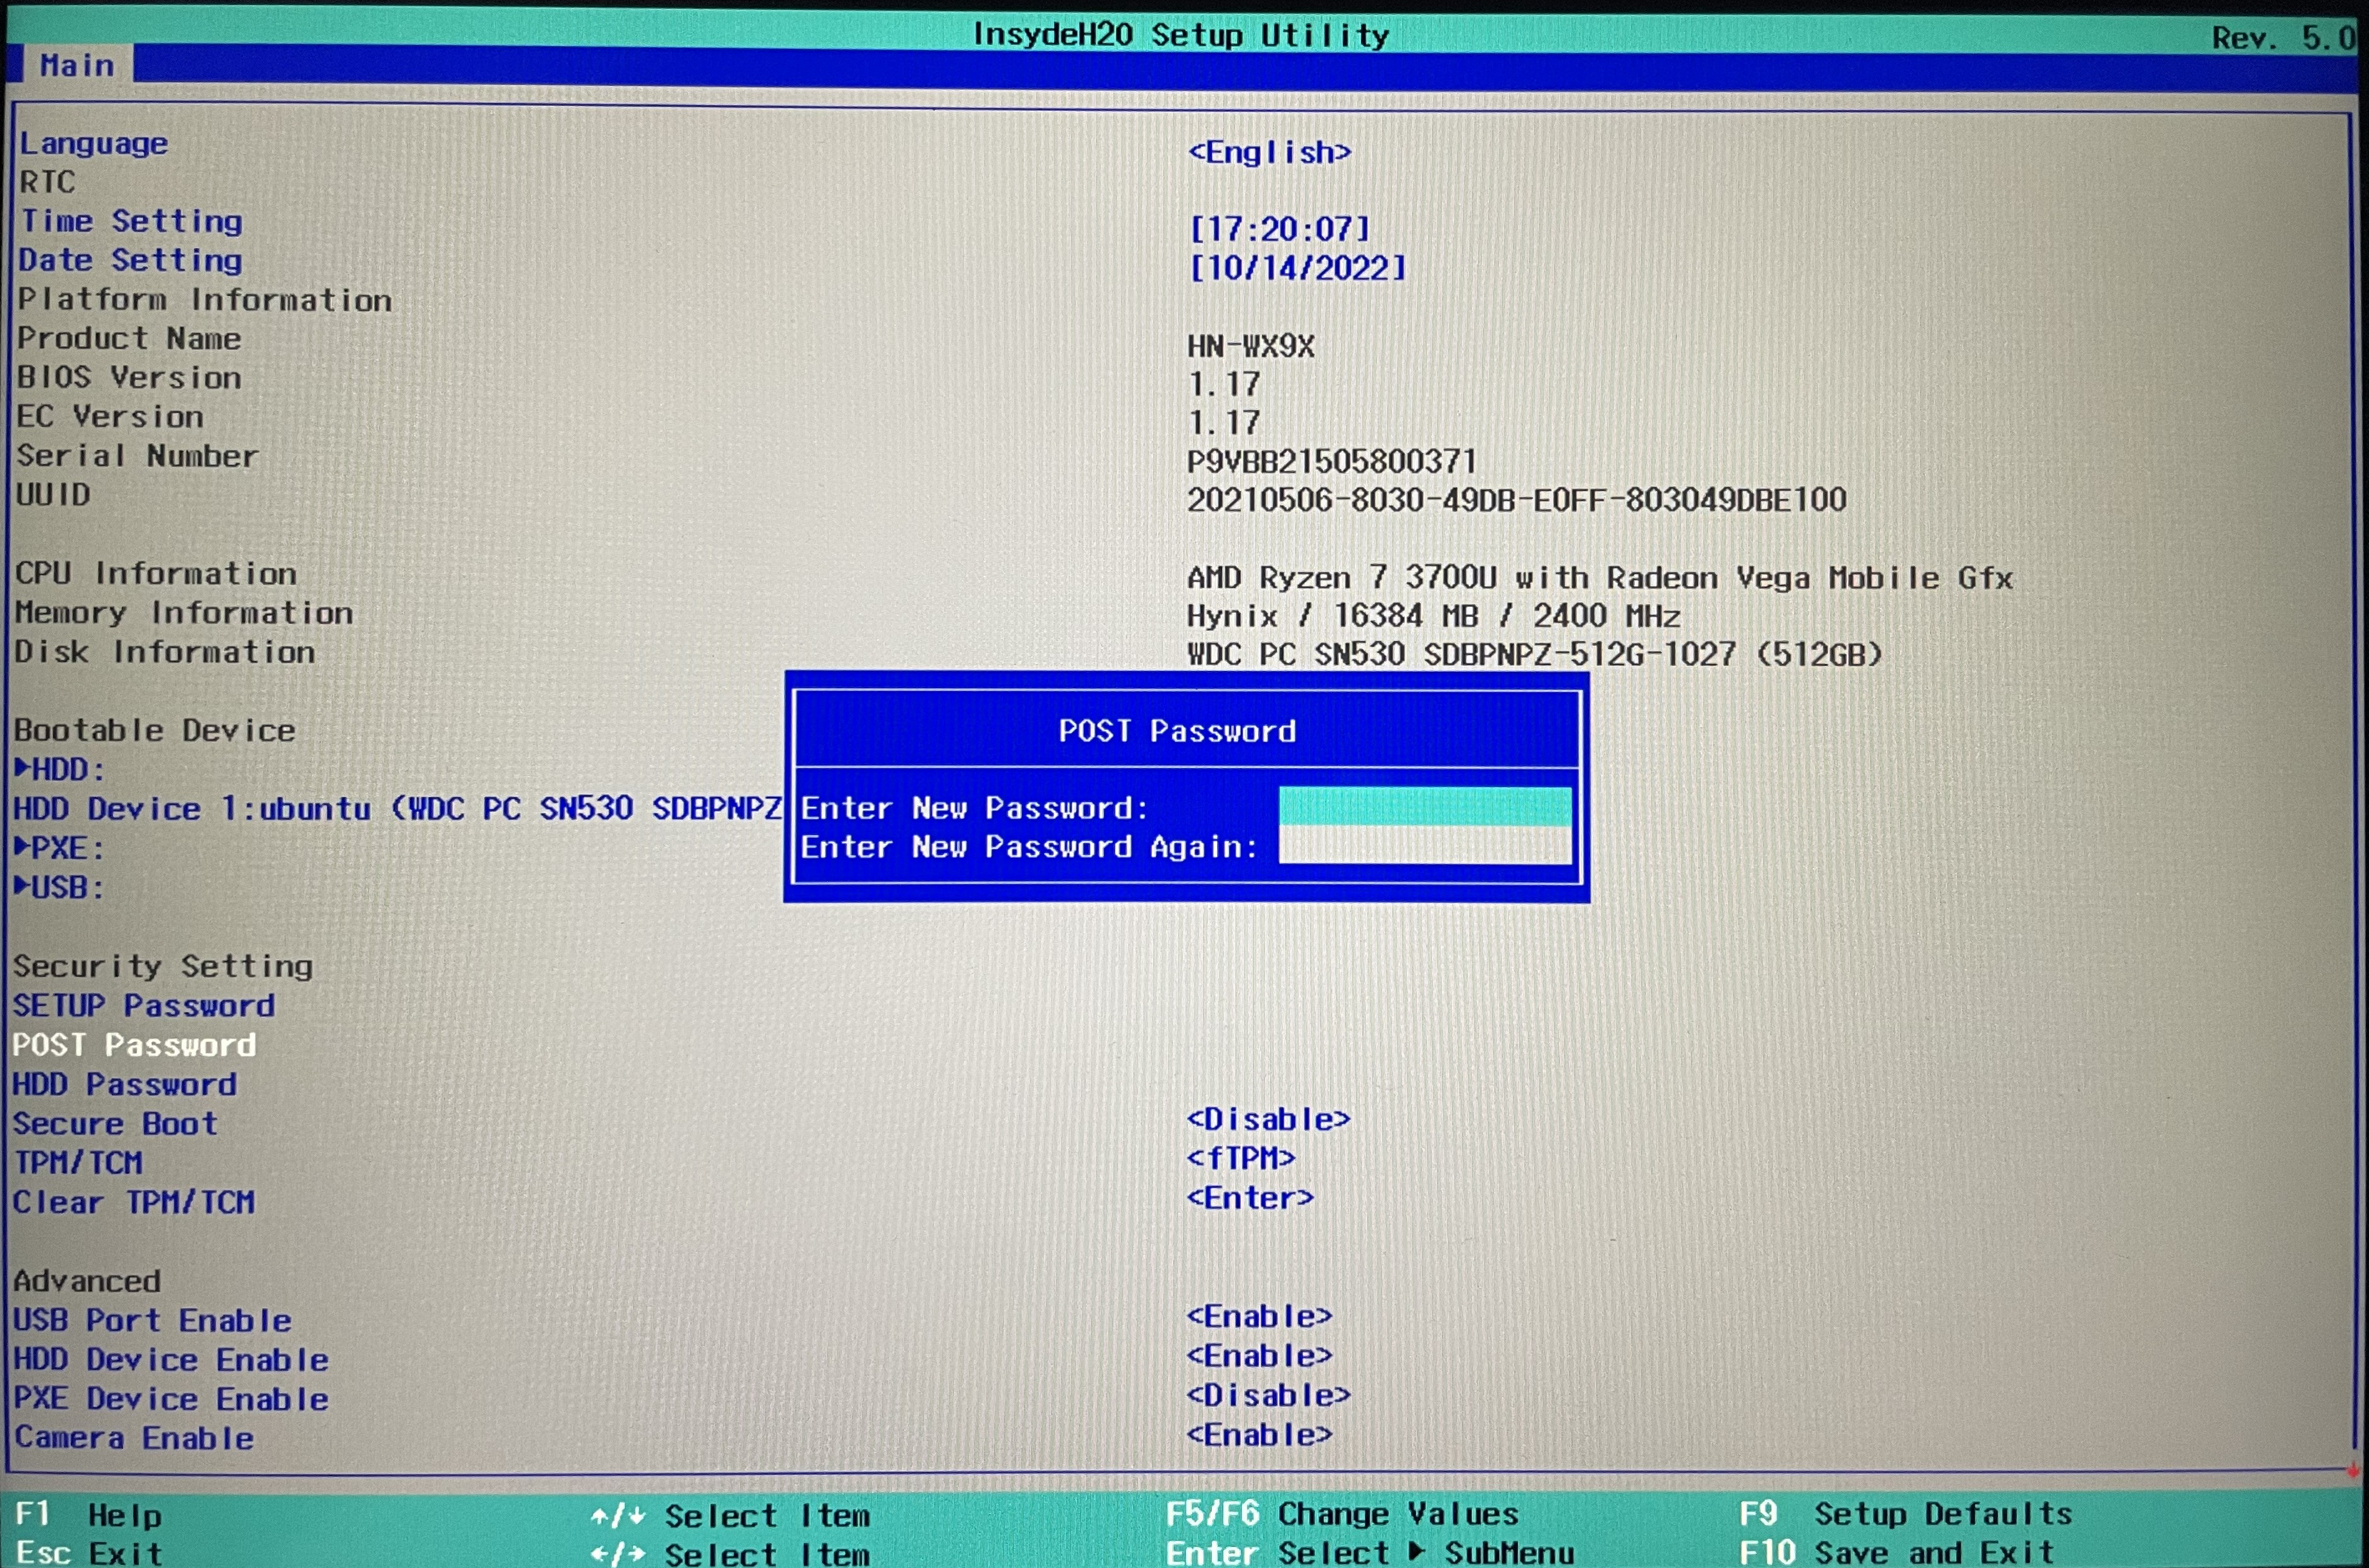 InsydeH20 Setup Utility Rev. 5.0
Main
Language <English>
RTC
Time Setting [17:20:07]
Date Setting [10/14/2022]
Platform Information
Product Name HN-WX9X
BIOS Version 1.17
EC Version 1.17
Serial Number P9VBB21505800371
UUID 20210506-8030-49DB-E0FF-803049DBE100
CPU Information AMD Ryzen 7 3700U with Radeon Vega Mobile Gfx
Memory Information Hynix / 16384 MB / 2400 MHz
Disk Information WDC PC SN530 SDBPNPZ-512G-1027 (512GB)
POST Password
Bootable Device
▶HDD:
HDD Device 1:ubuntu (WDC PC SN530 SDBPNPZ Enter New Password:
▶PXE: Enter New Password Again:
▶USB:
Security Setting
SETUP Password
POST Password
HDD Password
Secure Boot <Disable>
TPM/TCM <fTPM>
Clear TPM/TCM <Enter>
Advanced
USB Port Enable <Enable>
HDD Device Enable <Enable>
PXE Device Enable <Disable>
Camera Enable <Enable>
F1 Help ↑/↓ Select Item F5/F6 Change Values F9 Setup Defaults
Esc Exit ←/→ Select Item Enter Select ▶ SubMenu F10 Save and Exit